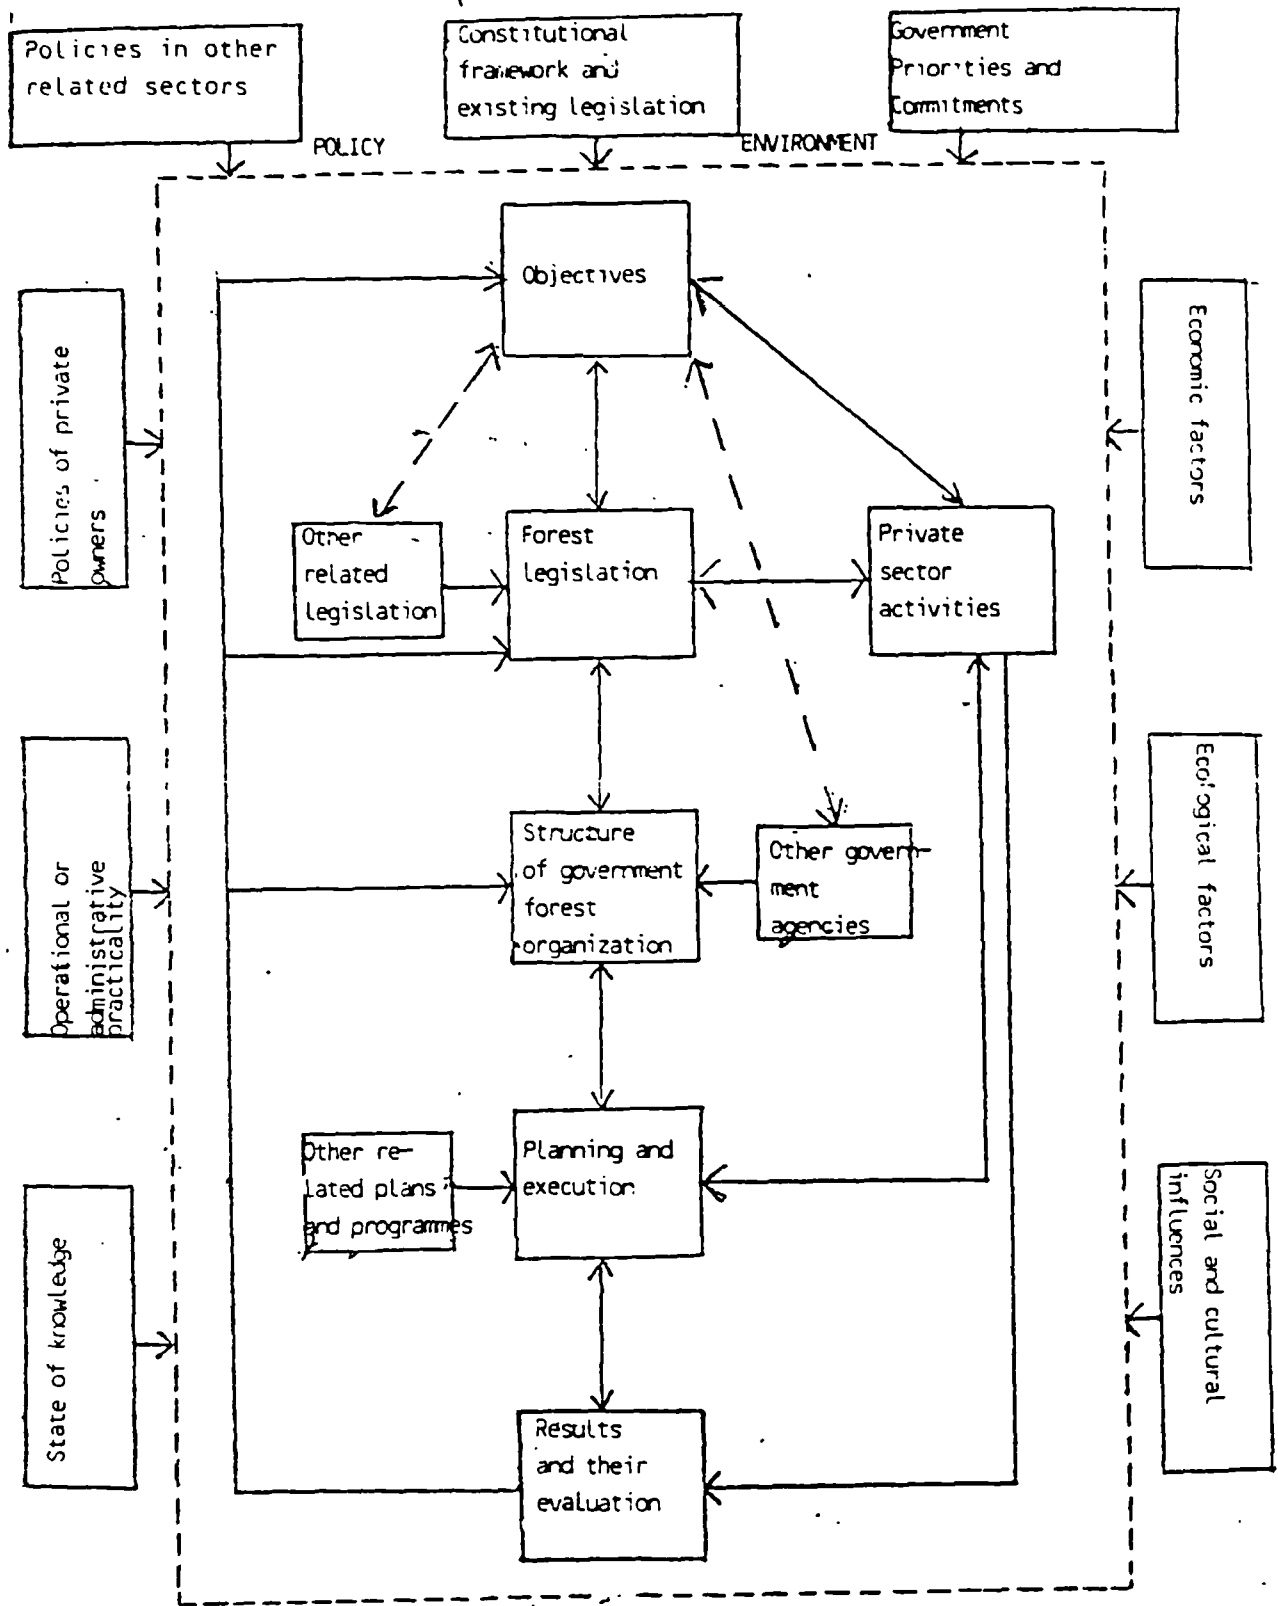 Policies in other
related sectors
Constitutional
framework and
existing legislation
Government
Priorities and
Commitments
POLICY
ENVIRONMENT
Objectives
Policies of private
owners
Economic factors
Other
related
legislation
Forest
legislation
Private
sector
activities
Operational or
administrative
practicality
Structure
of government
forest
organization
Other govern-
ment
agencies
Ecological factors
Other re-
lated plans
and programmes
Planning and
execution
State of knowledge
Social and cultural
influences
Results
and their
evaluation